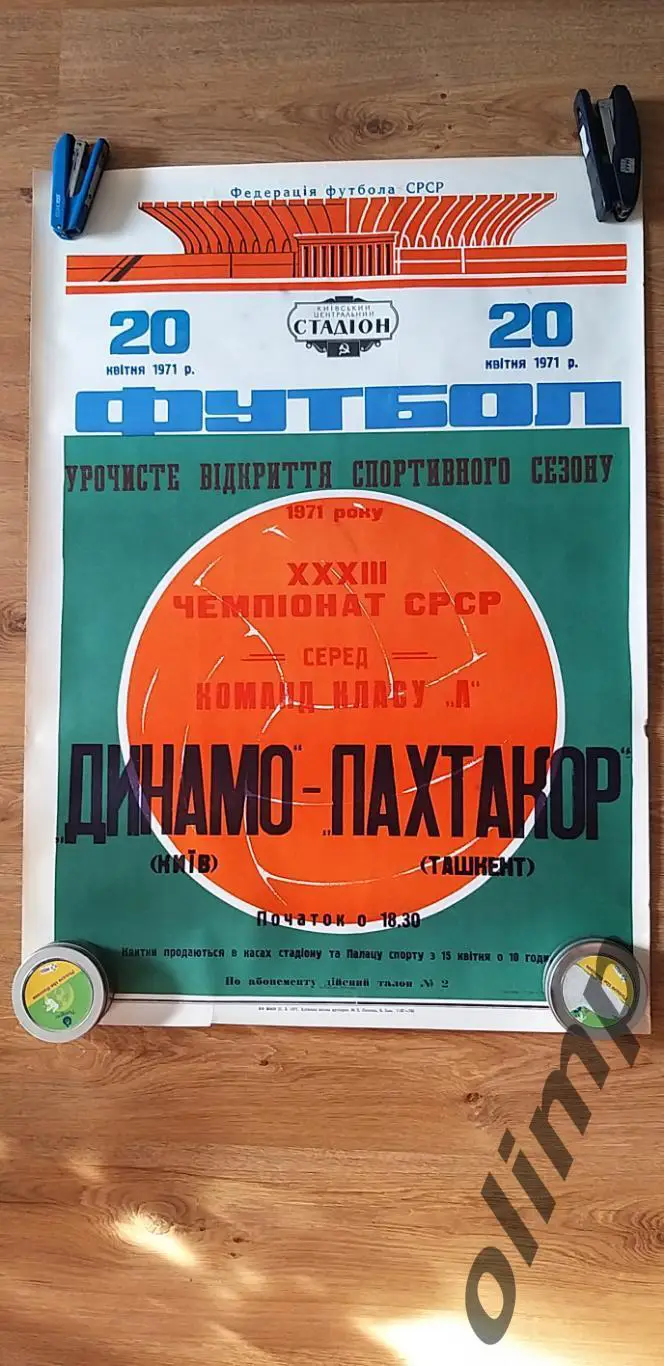 Федерація футбола СРСР
КИЇВСЬКИЙ
ЦЕНТРАЛЬНИЙ
СТАДІОН
20
квітня 1971 р.
20
квітня 1971 р.
ФУТБОЛ
УРОЧИСТЕ ВІДКРИТТЯ СПОРТИВНОГО СЕЗОНУ
1971 року
XXXIII
ЧЕМПІОНАТ СРСР
СЕРЕД
КОМАНД КЛАСУ „А“
„ДИНАМО“ - „ПАХТАКОР“
(КИЇВ) (ТАШКЕНТ)
Початок о 18.30
Квитки продаються в касах стадіону та Палацу спорту з 15 квітня о 10 годи
По абонементу дійсний талон № 2
olimp